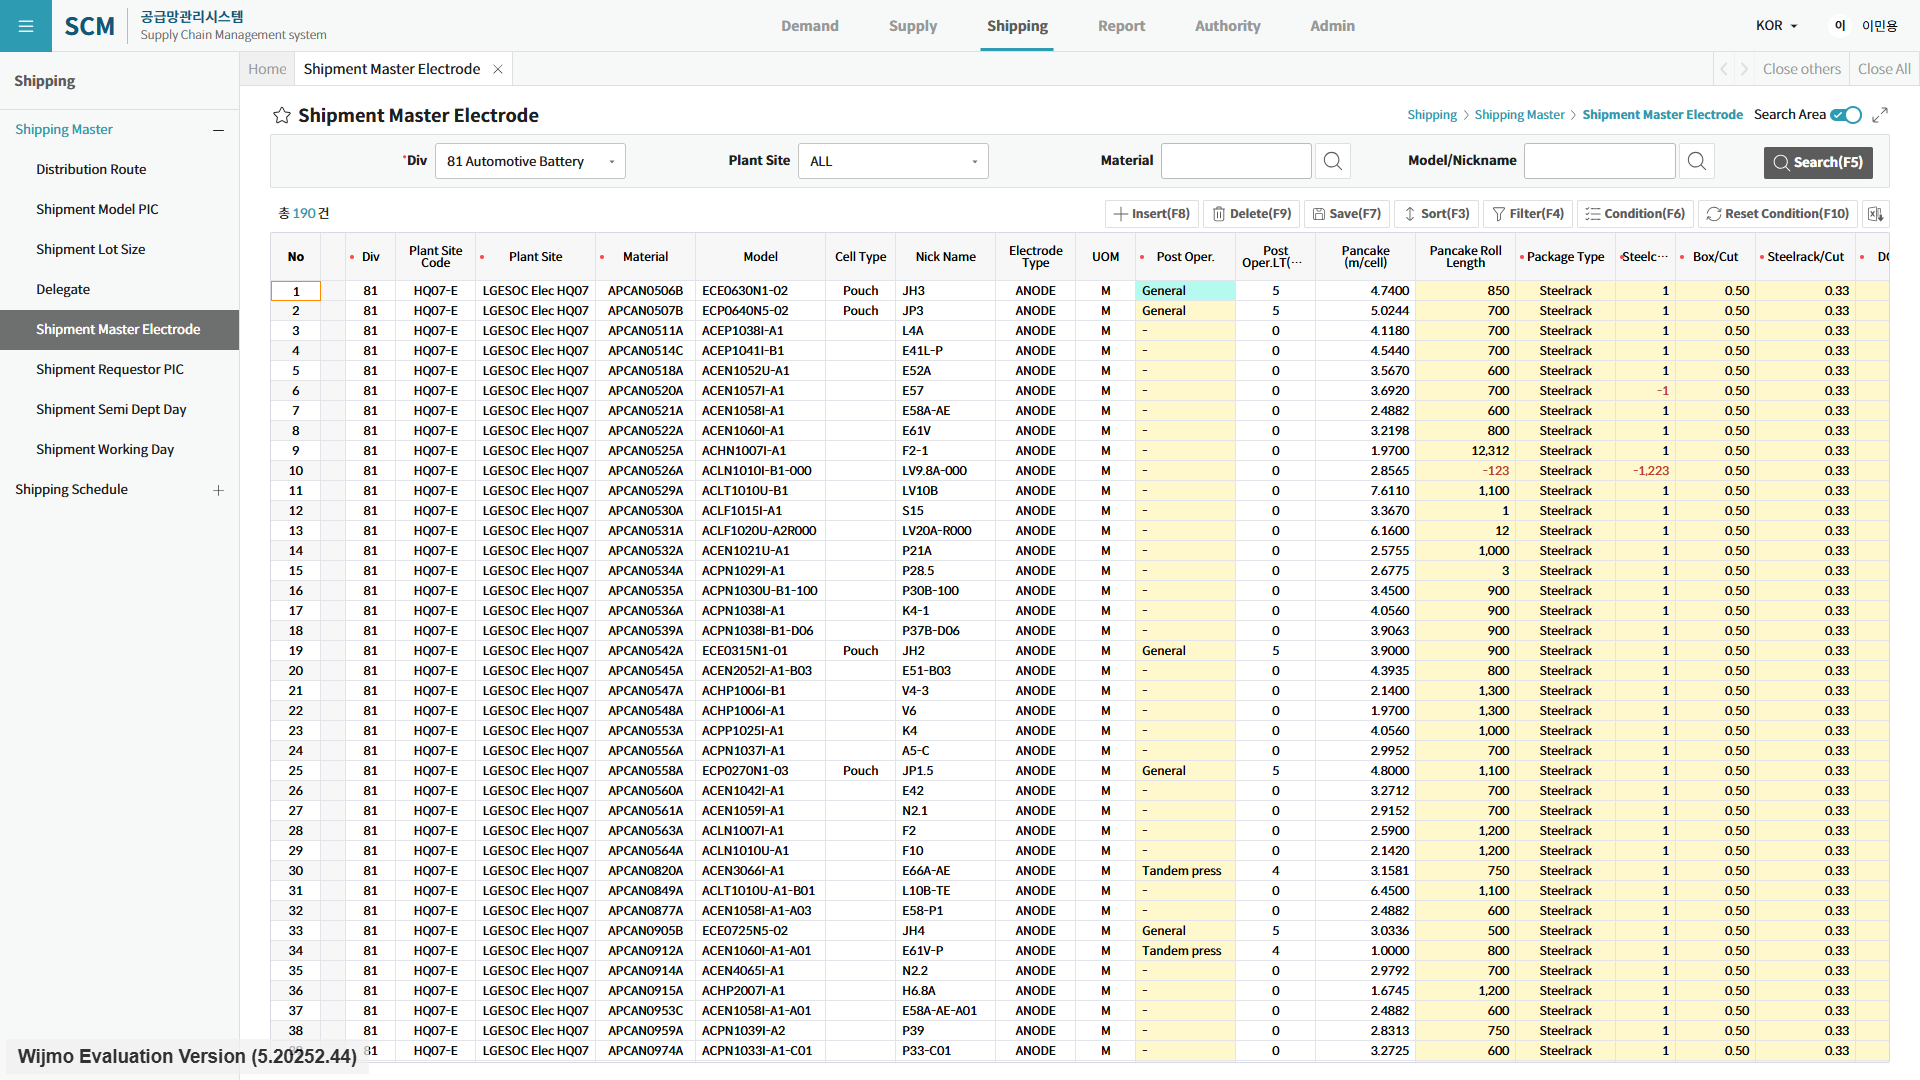 SCM
공급망관리시스템
Supply Chain Management system
Demand
Supply
Shipping
Report
Authority
Admin
KOR
이
이민용
Shipping
Home
Shipment Master Electrode
Close others
Close All
Shipping Master
Distribution Route
Shipment Model PIC
Shipment Lot Size
Delegate
Shipment Master Electrode
Shipment Requestor PIC
Shipment Semi Dept Day
Shipment Working Day
Shipping Schedule
Shipment Master Electrode
Shipping > Shipping Master > Shipment Master Electrode
Search Area
*Div 81 Automotive Battery
Plant Site ALL
Material
Model/Nickname
Search(F5)
총 190 건
Insert(F8) Delete(F9) Save(F7) Sort(F3) Filter(F4) Condition(F6) Reset Condition(F10)
No Div Plant Site Code Plant Site Material Model Cell Type Nick Name Electrode Type UOM Post Oper. Post Oper.LT(··· Pancake (m/cell) Pancake Roll Length Package Type Steelc··· Box/Cut Steelrack/Cut
1 81 HQ07-E LGESOC Elec HQ07 APCAN0506B ECE0630N1-02 Pouch JH3 ANODE M General 5 4.7400 850 Steelrack 1 0.50 0.33
2 81 HQ07-E LGESOC Elec HQ07 APCAN0507B ECP0640N5-02 Pouch JP3 ANODE M General 5 5.0244 700 Steelrack 1 0.50 0.33
3 81 HQ07-E LGESOC Elec HQ07 APCAN0511A ACEP1038I-A1 L4A ANODE M - 0 4.1180 700 Steelrack 1 0.50 0.33
4 81 HQ07-E LGESOC Elec HQ07 APCAN0514C ACEP1041I-B1 E41L-P ANODE M - 0 4.5440 700 Steelrack 1 0.50 0.33
5 81 HQ07-E LGESOC Elec HQ07 APCAN0518A ACEN1052U-A1 E52A ANODE M - 0 3.5670 600 Steelrack 1 0.50 0.33
6 81 HQ07-E LGESOC Elec HQ07 APCAN0520A ACEN1057I-A1 E57 ANODE M - 0 3.6920 700 Steelrack -1 0.50 0.33
7 81 HQ07-E LGESOC Elec HQ07 APCAN0521A ACEN1058I-A1 E58A-AE ANODE M - 0 2.4882 600 Steelrack 1 0.50 0.33
8 81 HQ07-E LGESOC Elec HQ07 APCAN0522A ACEN1060I-A1 E61V ANODE M - 0 3.2198 800 Steelrack 1 0.50 0.33
9 81 HQ07-E LGESOC Elec HQ07 APCAN0525A ACHN1007I-A1 F2-1 ANODE M - 0 1.9700 12,312 Steelrack 1 0.50 0.33
10 81 HQ07-E LGESOC Elec HQ07 APCAN0526A ACLN1010I-B1-000 LV9.8A-000 ANODE M - 0 2.8565 -123 Steelrack -1,223 0.50 0.33
11 81 HQ07-E LGESOC Elec HQ07 APCAN0529A ACLT1010U-B1 LV10B ANODE M - 0 7.6110 1,100 Steelrack 1 0.50 0.33
12 81 HQ07-E LGESOC Elec HQ07 APCAN0530A ACLF1015I-A1 S15 ANODE M - 0 3.3670 1 Steelrack 1 0.50 0.33
13 81 HQ07-E LGESOC Elec HQ07 APCAN0531A ACLF1020U-A2R000 LV20A-R000 ANODE M - 0 6.1600 12 Steelrack 1 0.50 0.33
14 81 HQ07-E LGESOC Elec HQ07 APCAN0532A ACEN1021U-A1 P21A ANODE M - 0 2.5755 1,000 Steelrack 1 0.50 0.33
15 81 HQ07-E LGESOC Elec HQ07 APCAN0534A ACPN1029I-A1 P28.5 ANODE M - 0 2.6775 3 Steelrack 1 0.50 0.33
16 81 HQ07-E LGESOC Elec HQ07 APCAN0535A ACPN1030U-B1-100 P30B-100 ANODE M - 0 3.4500 900 Steelrack 1 0.50 0.33
17 81 HQ07-E LGESOC Elec HQ07 APCAN0536A ACPN1038I-A1 K4-1 ANODE M - 0 4.0560 900 Steelrack 1 0.50 0.33
18 81 HQ07-E LGESOC Elec HQ07 APCAN0539A ACPN1038I-B1-D06 P37B-D06 ANODE M - 0 3.9063 900 Steelrack 1 0.50 0.33
19 81 HQ07-E LGESOC Elec HQ07 APCAN0542A ECE0315N1-01 Pouch JH2 ANODE M General 5 3.9000 900 Steelrack 1 0.50 0.33
20 81 HQ07-E LGESOC Elec HQ07 APCAN0545A ACEN2052I-A1-B03 E51-B03 ANODE M - 0 4.3935 800 Steelrack 1 0.50 0.33
21 81 HQ07-E LGESOC Elec HQ07 APCAN0547A ACHP1006I-B1 V4-3 ANODE M - 0 2.1400 1,300 Steelrack 1 0.50 0.33
22 81 HQ07-E LGESOC Elec HQ07 APCAN0548A ACHP1006I-A1 V6 ANODE M - 0 1.9700 1,300 Steelrack 1 0.50 0.33
23 81 HQ07-E LGESOC Elec HQ07 APCAN0553A ACPP1025I-A1 K4 ANODE M - 0 4.0560 1,000 Steelrack 1 0.50 0.33
24 81 HQ07-E LGESOC Elec HQ07 APCAN0556A ACPN1037I-A1 A5-C ANODE M - 0 2.9952 700 Steelrack 1 0.50 0.33
25 81 HQ07-E LGESOC Elec HQ07 APCAN0558A ECP0270N1-03 Pouch JP1.5 ANODE M General 5 4.8000 1,100 Steelrack 1 0.50 0.33
26 81 HQ07-E LGESOC Elec HQ07 APCAN0560A ACEN1042I-A1 E42 ANODE M - 0 3.2712 700 Steelrack 1 0.50 0.33
27 81 HQ07-E LGESOC Elec HQ07 APCAN0561A ACEN1059I-A1 N2.1 ANODE M - 0 2.9152 700 Steelrack 1 0.50 0.33
28 81 HQ07-E LGESOC Elec HQ07 APCAN0563A ACLN1007I-A1 F2 ANODE M - 0 2.5900 1,200 Steelrack 1 0.50 0.33
29 81 HQ07-E LGESOC Elec HQ07 APCAN0564A ACLN1010U-A1 F10 ANODE M - 0 2.1420 1,200 Steelrack 1 0.50 0.33
30 81 HQ07-E LGESOC Elec HQ07 APCAN0820A ACEN3066I-A1 E66A-AE ANODE M Tandem press 4 3.1581 750 Steelrack 1 0.50 0.33
31 81 HQ07-E LGESOC Elec HQ07 APCAN0849A ACLT1010U-A1-B01 L10B-TE ANODE M - 0 6.4500 1,100 Steelrack 1 0.50 0.33
32 81 HQ07-E LGESOC Elec HQ07 APCAN0877A ACEN1058I-A1-A03 E58-P1 ANODE M - 0 2.4882 600 Steelrack 1 0.50 0.33
33 81 HQ07-E LGESOC Elec HQ07 APCAN0905B ECE0725N5-02 JH4 ANODE M General 5 3.0336 500 Steelrack 1 0.50 0.33
34 81 HQ07-E LGESOC Elec HQ07 APCAN0912A ACEN1060I-A1-A01 E61V-P ANODE M Tandem press 4 1.0000 800 Steelrack 1 0.50 0.33
35 81 HQ07-E LGESOC Elec HQ07 APCAN0914A ACEN4065I-A1 N2.2 ANODE M - 0 2.9792 700 Steelrack 1 0.50 0.33
36 81 HQ07-E LGESOC Elec HQ07 APCAN0915A ACHP2007I-A1 H6.8A ANODE M - 0 1.6745 1,200 Steelrack 1 0.50 0.33
37 81 HQ07-E LGESOC Elec HQ07 APCAN0953C ACEN1058I-A1-A01 E58A-AE-A01 ANODE M - 0 2.4882 600 Steelrack 1 0.50 0.33
38 81 HQ07-E LGESOC Elec HQ07 APCAN0959A ACPN1039I-A2 P39 ANODE M - 0 2.8313 750 Steelrack 1 0.50 0.33
81 HQ07-E LGESOC Elec HQ07 APCAN0974A ACPN1033I-A1-C01 P33-C01 ANODE M - 0 3.2725 600 Steelrack 1 0.50 0.33
Wijmo Evaluation Version (5.20252.44)